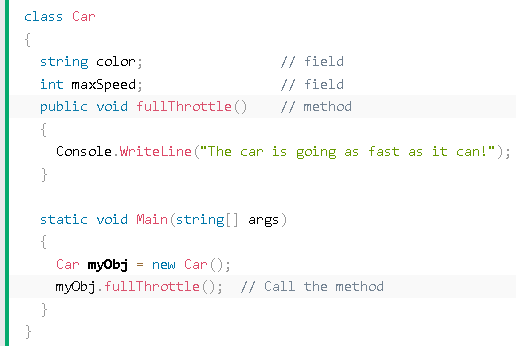 class Car
{
  string color;                 // field
  int maxSpeed;                 // field
  public void fullThrottle()    // method
  {
    Console.WriteLine("The car is going as fast as it can!");
  }

  static void Main(string[] args)
  {
    Car myObj = new Car();
    myObj.fullThrottle();  // Call the method
  }
}